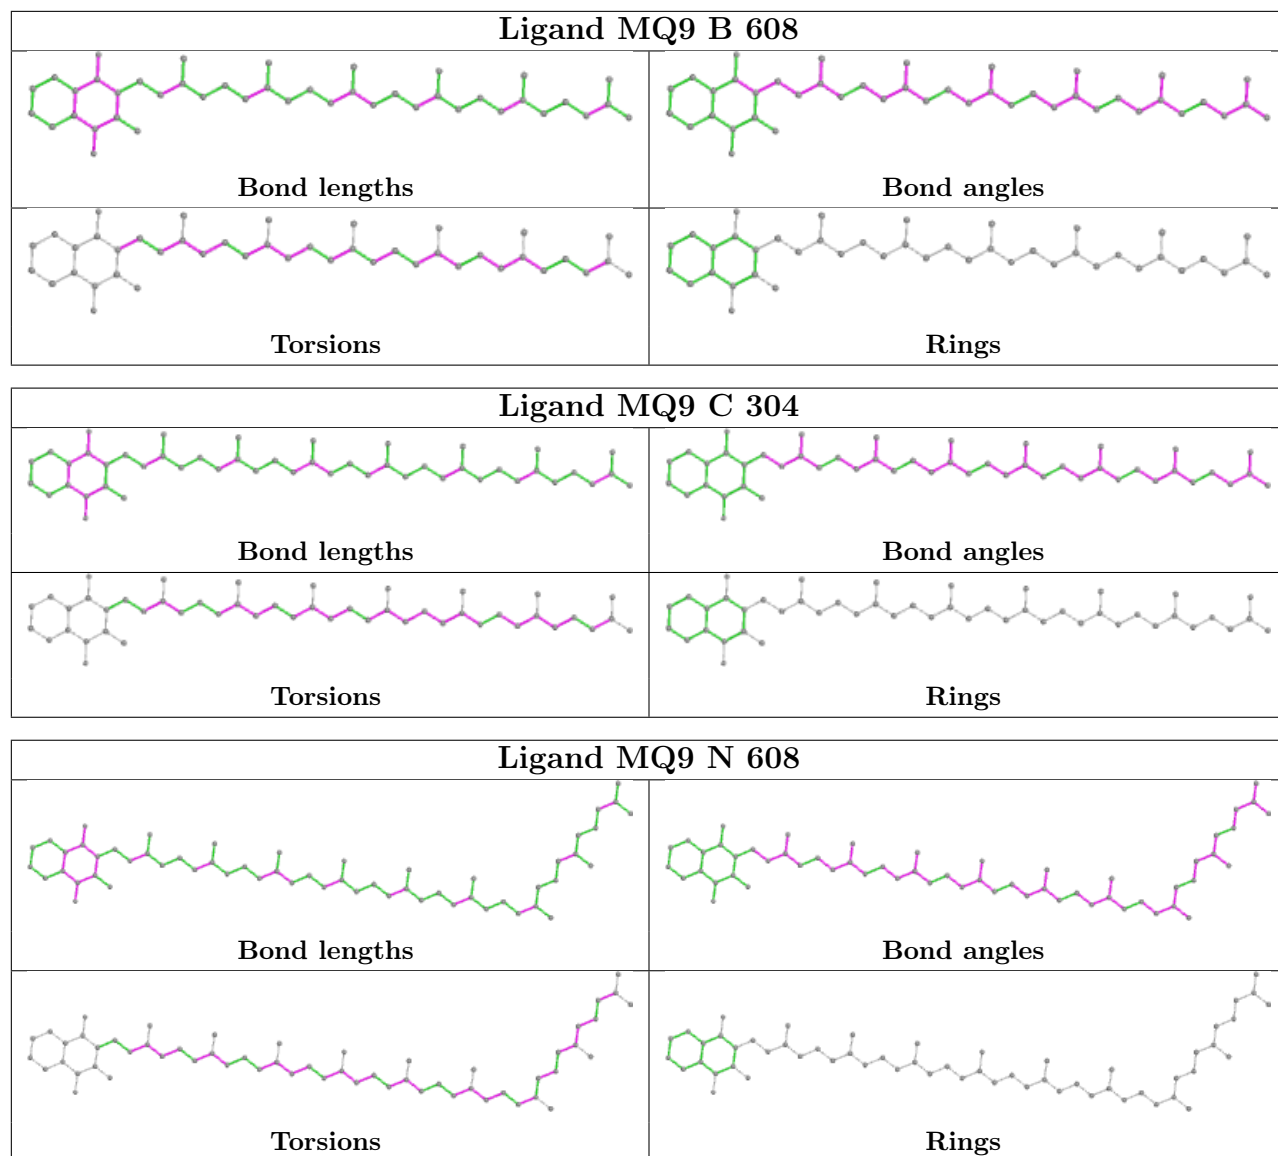 Ligand MQ9 B 608
Bond lengths
Bond angles
Torsions
Rings
Ligand MQ9 C 304
Bond lengths
Bond angles
Torsions
Rings
Ligand MQ9 N 608
Bond lengths
Bond angles
Torsions
Rings